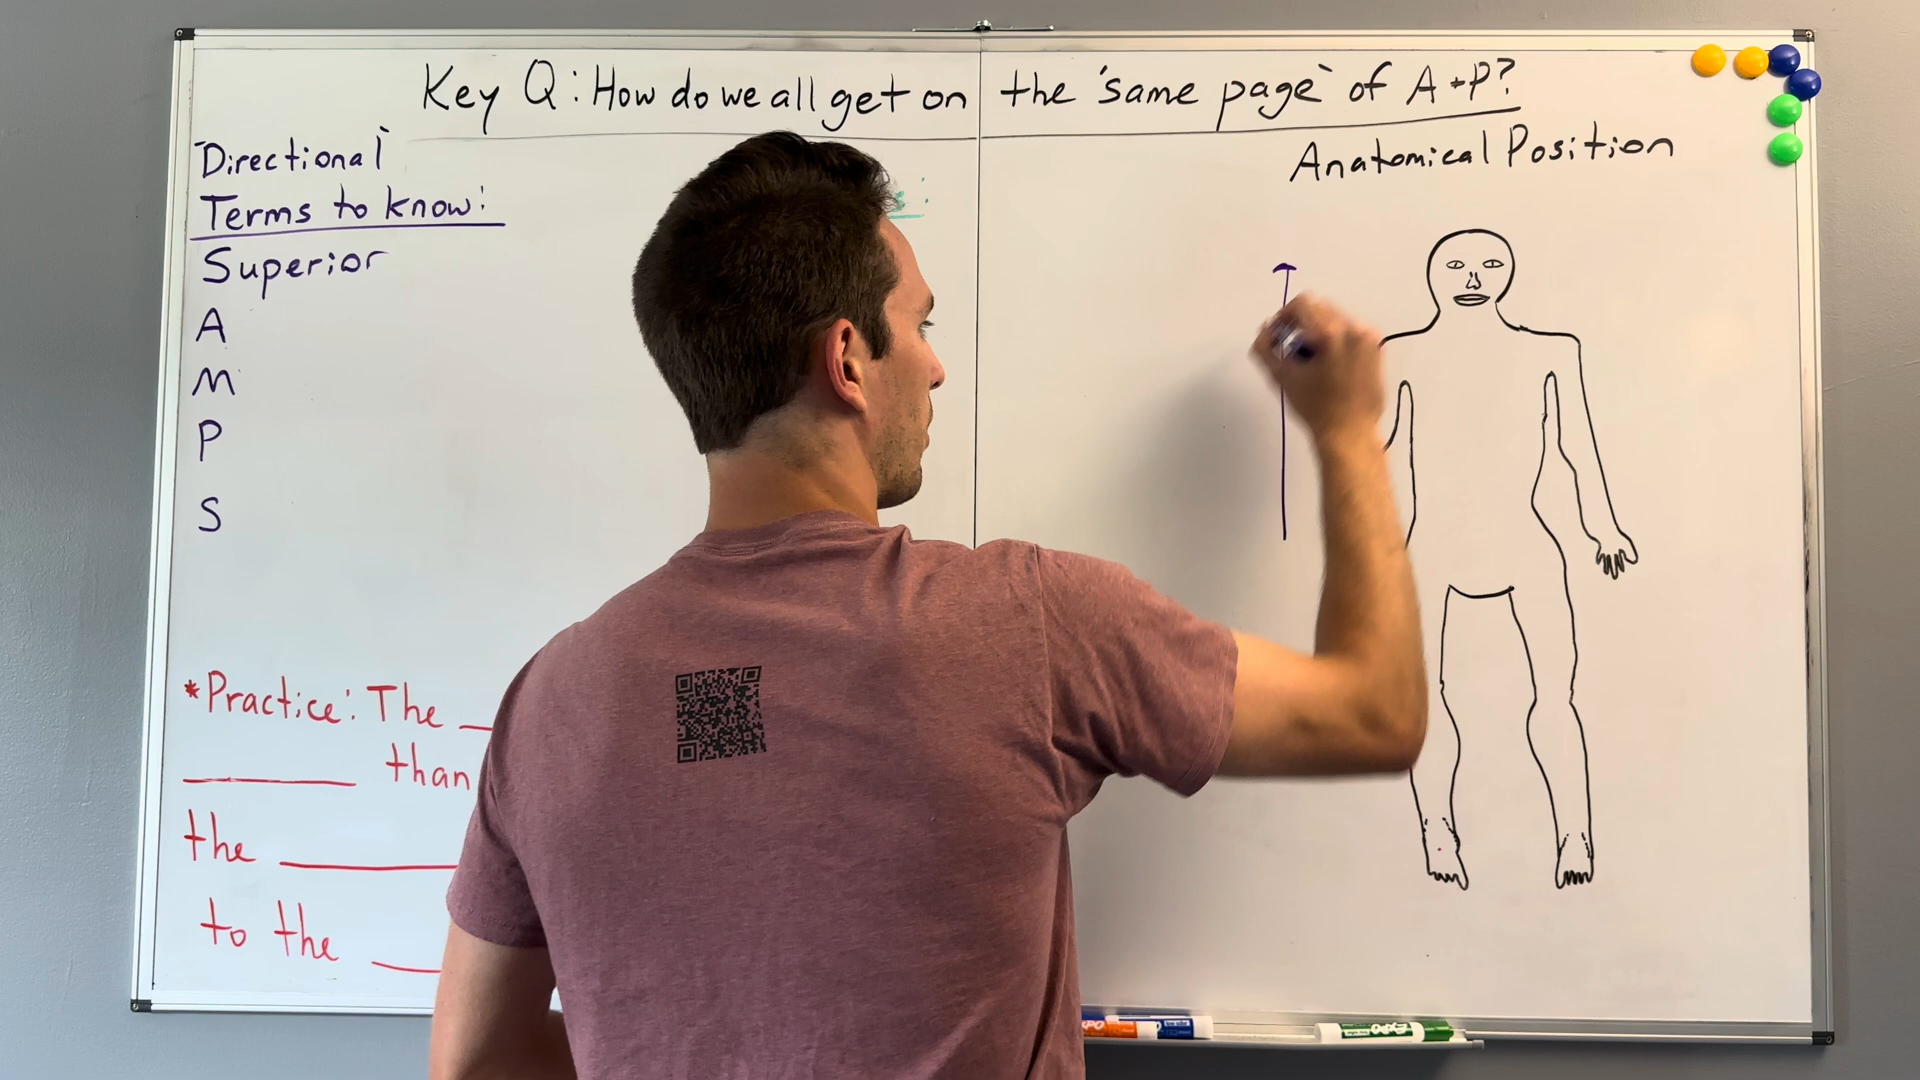 Key Q: How do we all get on the 'same page' of A+P?
'Directional'
Terms to know:
Superior
A
M
P
S
*Practice: The
than
the
to the
Anatomical Position
EXPO